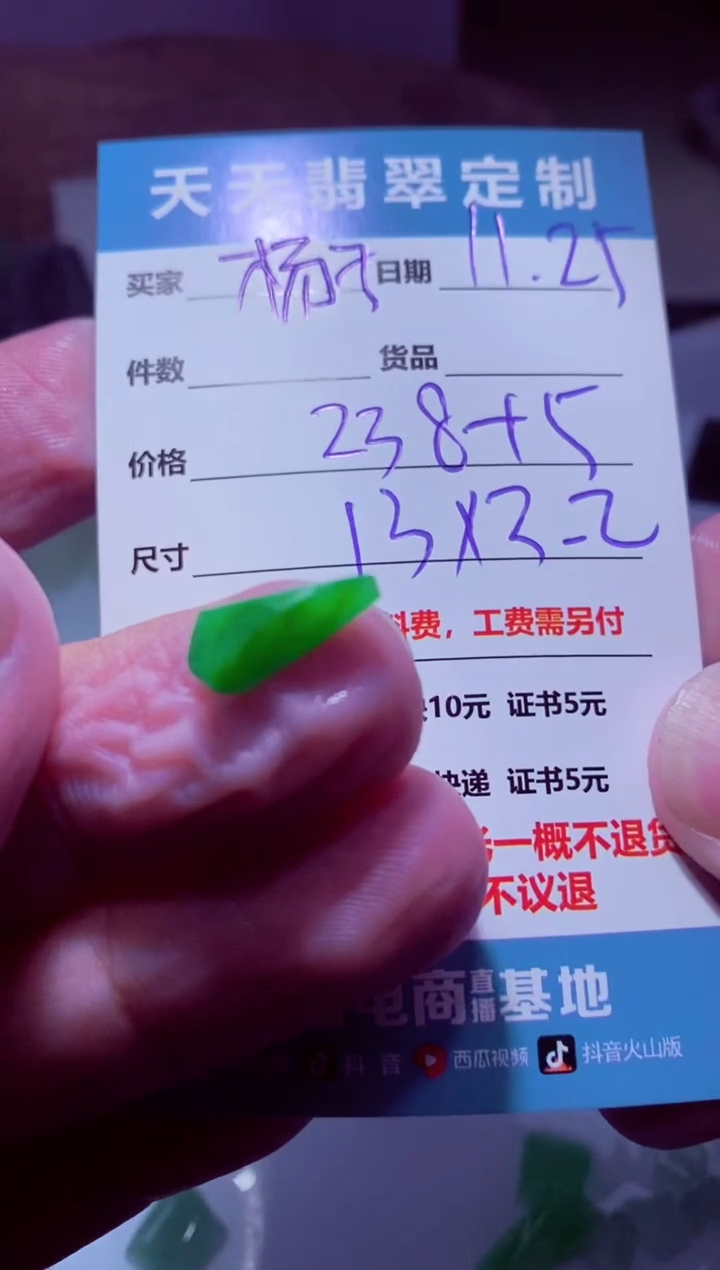 天天翡翠定制
买家 杨 日期 11.25
件数 货品
价格 238+5
尺寸 13×3-2
料费，工费需另付
10元 证书5元
快递 证书5元
一概不退货
不议退
电商直播基地
抖音 西瓜视频 抖音火山版